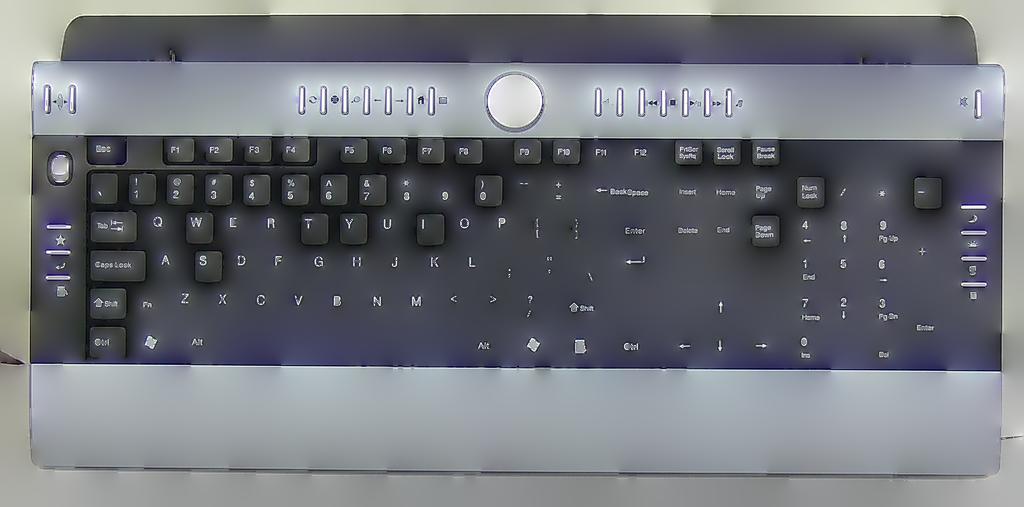 Esc F1 F2 F3 F4 F5 F6 F7 F8 F9 F10 F11 F12 PrtScr SysRq Scroll Lock Pause Break
! 1 @ 2 # 3 $ 4 % 5 ^ 6 & 7 * 8 9 ) 0 - + = ← BackSpace Insert Home Page Up Num Lock / * -
Tab Q W E R T Y U I O P [ ] Enter Delete End Page Down 4 ← 8 ↑ 9 Pg Up +
Caps Lock A S D F G H J K L ; " \ 1 End 5 6 →
Shift Fn Z X C V B N M < > ? / Shift ↑ 7 Home 2 ↓ 3 Pg Dn Enter
Ctrl Alt Alt Ctrl ← ↓ → 0 Ins Del